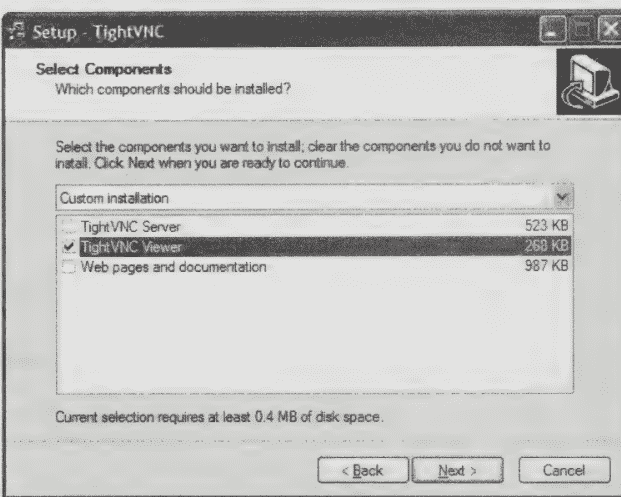 Setup - TightVNC
Select Components
Which components should be installed?
Select the components you want to install; clear the components you do not want to
install. Click Next when you are ready to continue.
Custom installation
TightVNC Server 523 KB
TightVNC Viewer 268 KB
Web pages and documentation 987 KB
Current selection requires at least 0.4 MB of disk space.
< Back Next > Cancel